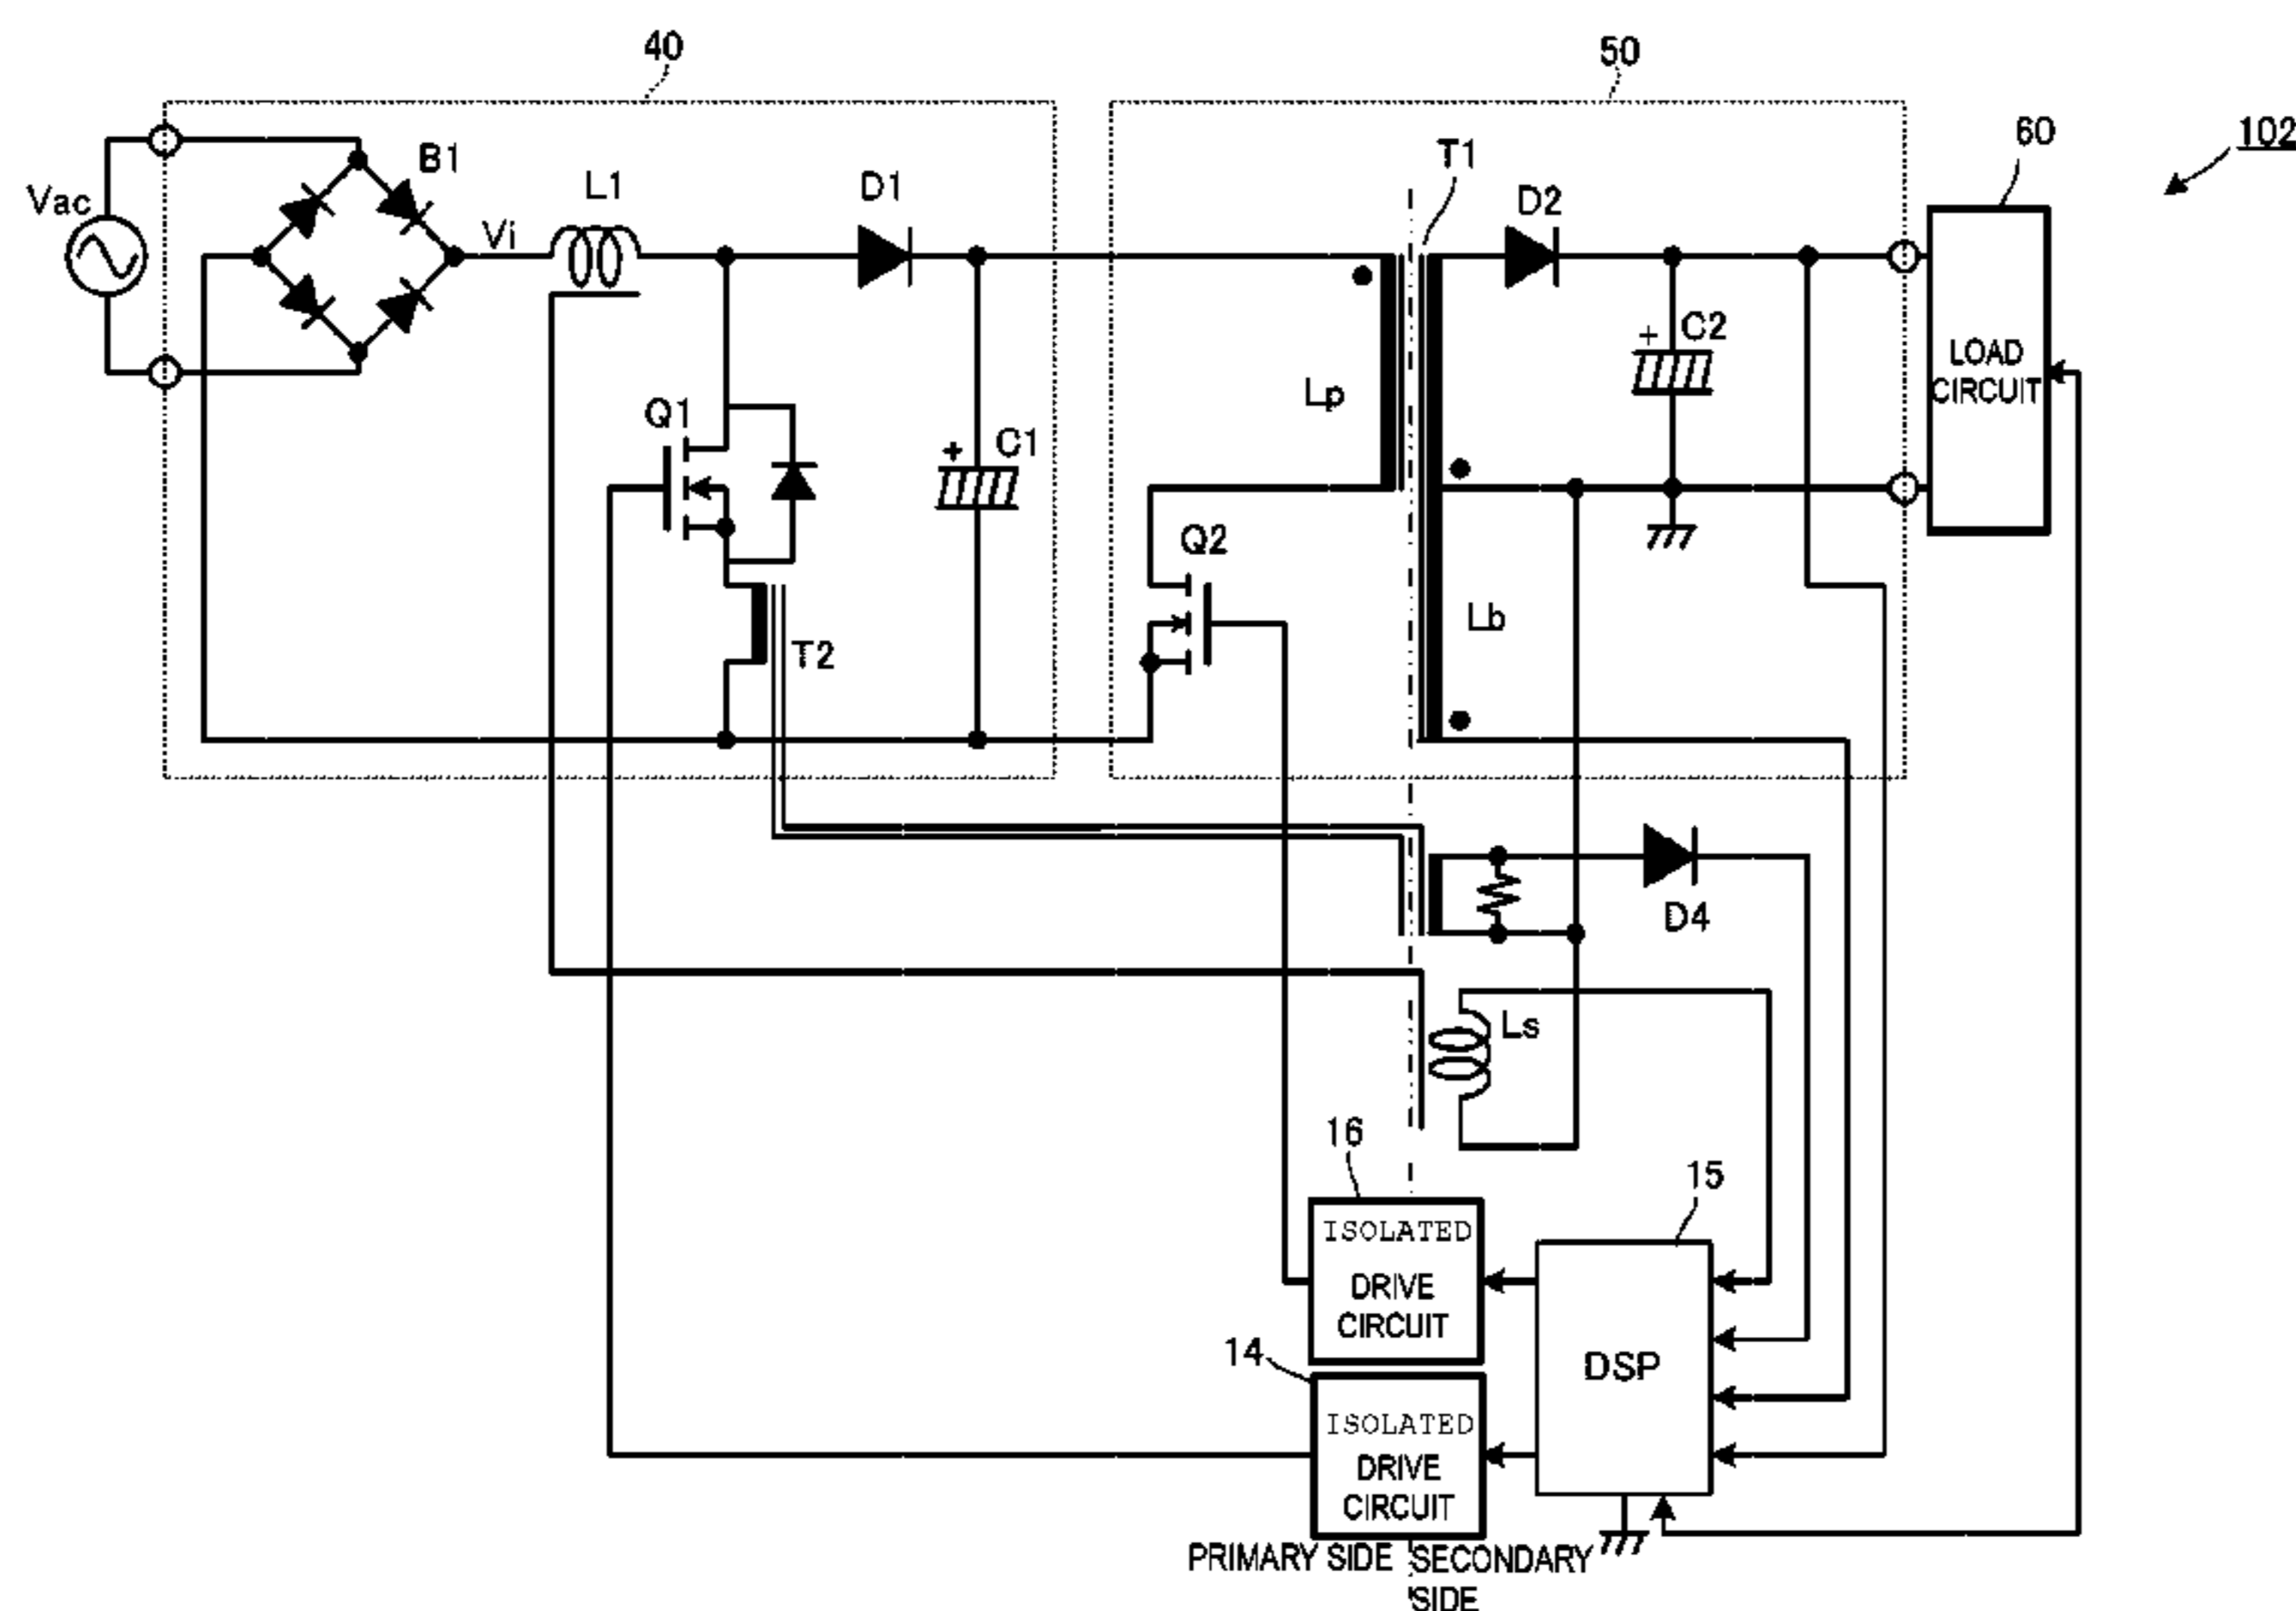 40
50
102
60
B1
T1
Vac
L1
D1
D2
Vi
+ C2
LOAD
CIRCUIT
Lp
Q1
+ C1
Q2
Lb
T2
D4
Ls
16
15
ISOLATED
DRIVE
CIRCUIT
14
DSP
ISOLATED
DRIVE
CIRCUIT
PRIMARY SIDE
SECONDARY
SIDE